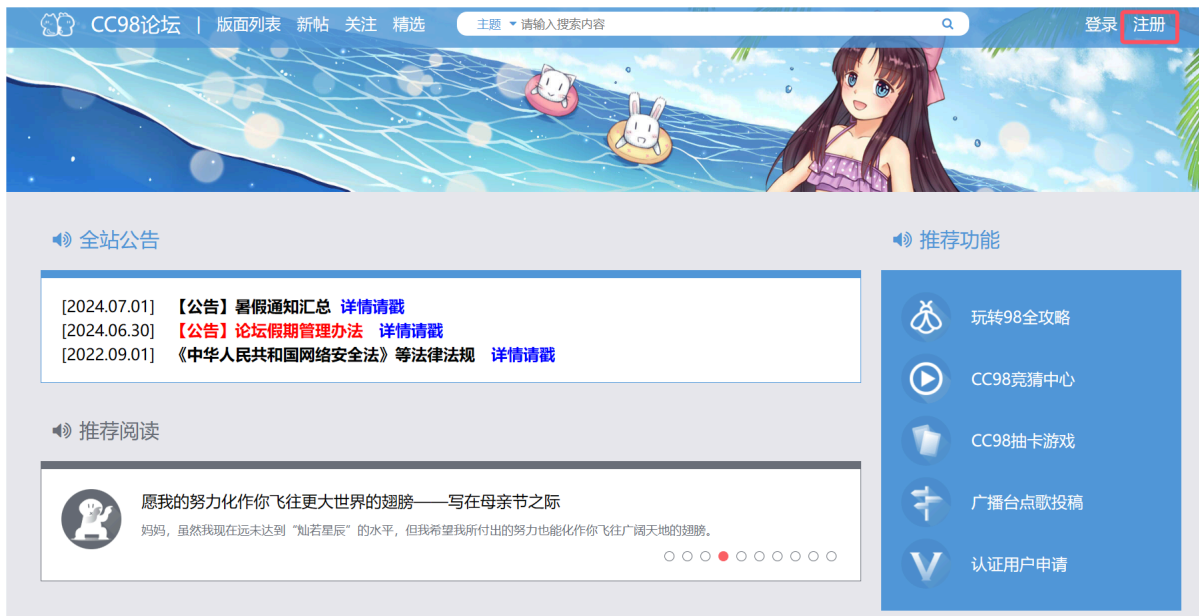 CC98论坛 | 版面列表 新帖 关注 精选 主题 请输入搜索内容 登录 注册
全站公告
[2024.07.01] 【公告】暑假通知汇总 详情请戳
[2024.06.30] 【公告】论坛假期管理办法 详情请戳
[2022.09.01] 《中华人民共和国网络安全法》等法律法规 详情请戳
推荐阅读
愿我的努力化作你飞往更大世界的翅膀——写在母亲节之际
妈妈，虽然我现在远未达到“灿若星辰”的水平，但我希望我所付出的努力也能化作你飞往广阔天地的翅膀。
推荐功能
玩转98全攻略
CC98竞猜中心
CC98抽卡游戏
广播台点歌投稿
认证用户申请